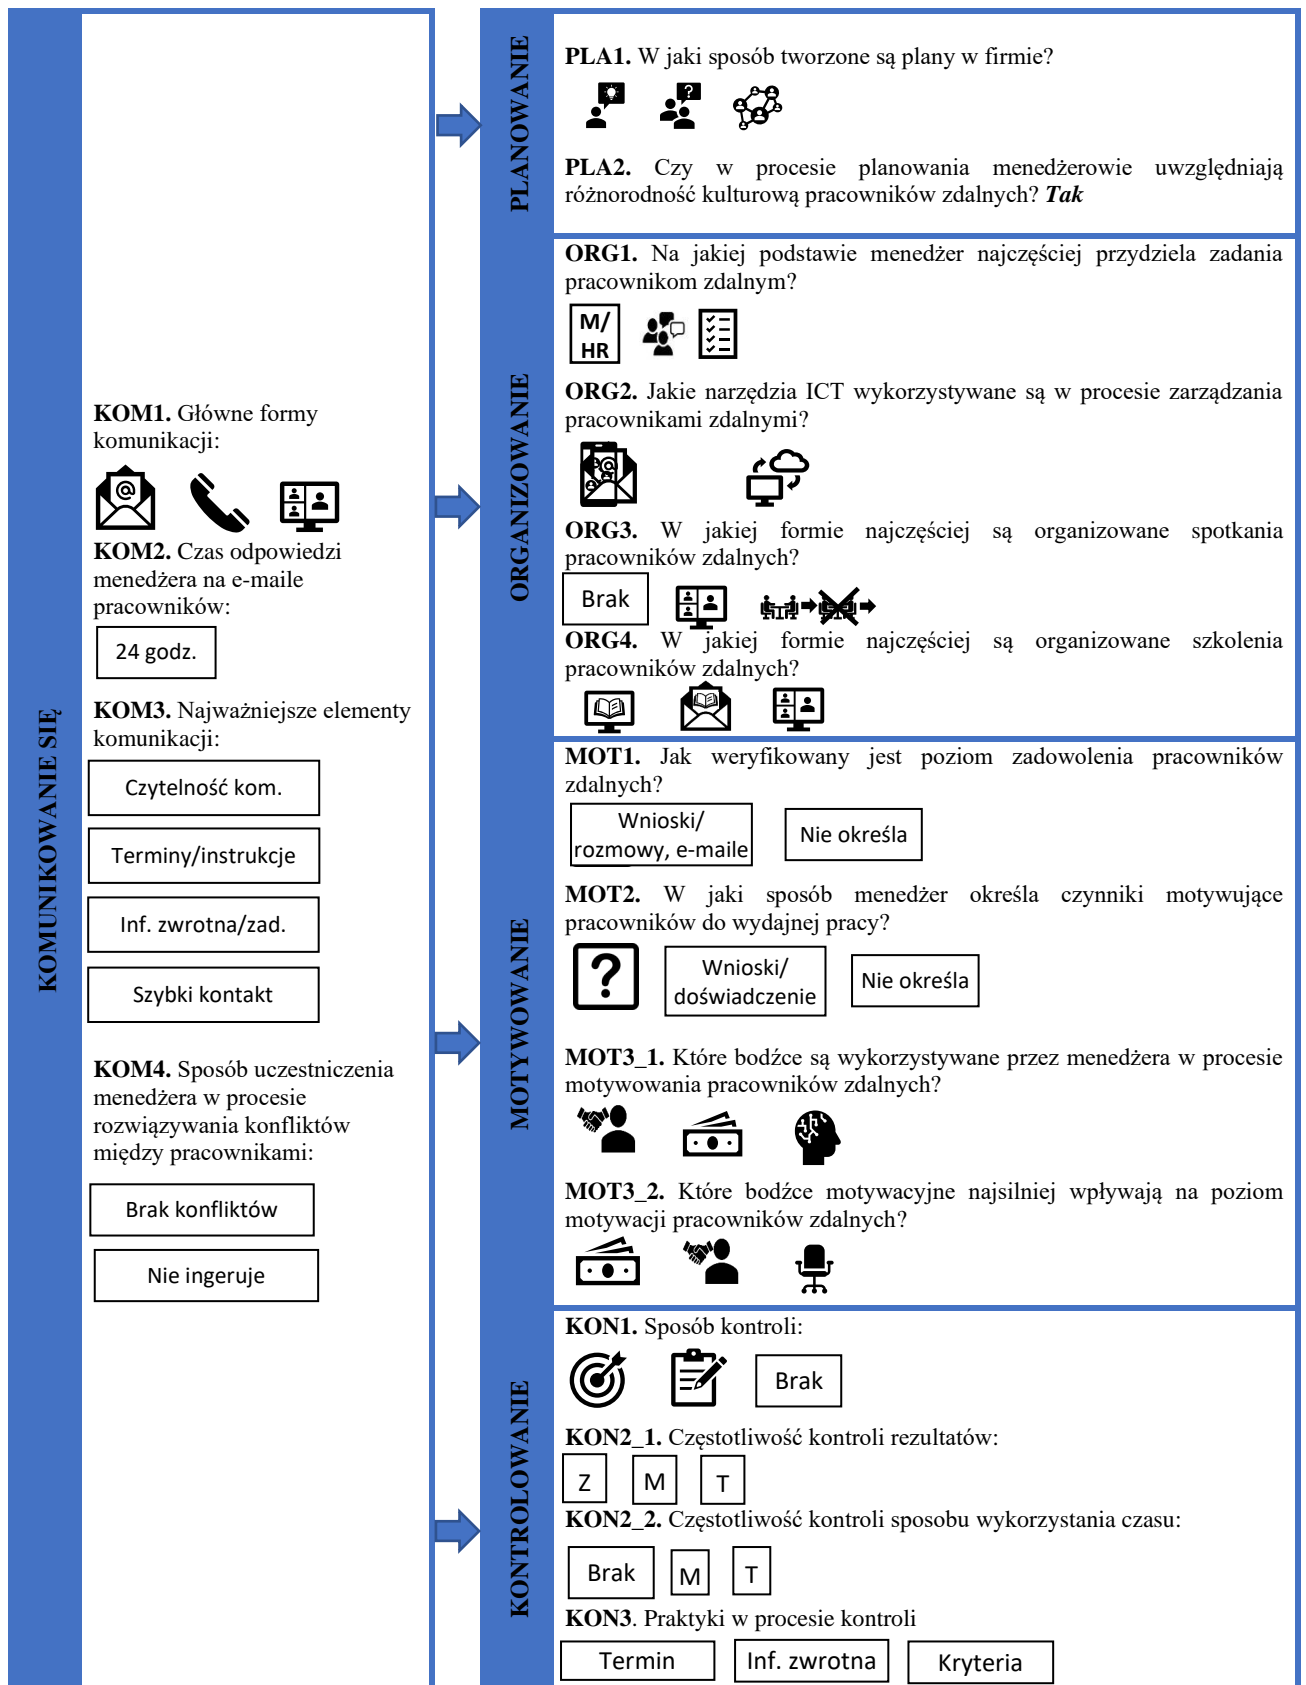 KOMUNIKOWANIE SIĘ
KOM1. Główne formy
komunikacji:
KOM2. Czas odpowiedzi
menedżera na e-maile
pracowników:
24 godz.
KOM3. Najważniejsze elementy
komunikacji:
Czytelność kom.
Terminy/instrukcje
Inf. zwrotna/zad.
Szybki kontakt
KOM4. Sposób uczestniczenia
menedżera w procesie
rozwiązywania konfliktów
między pracownikami:
Brak konfliktów
Nie ingeruje
PLANOWANIE
PLA1. W jaki sposób tworzone są plany w firmie?
?
PLA2. Czy w procesie planowania menedżerowie uwzględniają
różnorodność kulturową pracowników zdalnych? Tak
ORGANIZOWANIE
ORG1. Na jakiej podstawie menedżer najczęściej przydziela zadania
pracownikom zdalnym?
M/
HR
ORG2. Jakie narzędzia ICT wykorzystywane są w procesie zarządzania
pracownikami zdalnymi?
ORG3. W jakiej formie najczęściej są organizowane spotkania
pracowników zdalnych?
Brak
ORG4. W jakiej formie najczęściej są organizowane szkolenia
pracowników zdalnych?
MOTYWOWANIE
MOT1. Jak weryfikowany jest poziom zadowolenia pracowników
zdalnych?
Wnioski/
rozmowy, e-maile
Nie określa
MOT2. W jaki sposób menedżer określa czynniki motywujące
pracowników do wydajnej pracy?
?
Wnioski/
doświadczenie
Nie określa
MOT3_1. Które bodźce są wykorzystywane przez menedżera w procesie
motywowania pracowników zdalnych?
MOT3_2. Które bodźce motywacyjne najsilniej wpływają na poziom
motywacji pracowników zdalnych?
KONTROLOWANIE
KON1. Sposób kontroli:
Brak
KON2_1. Częstotliwość kontroli rezultatów:
Z M T
KON2_2. Częstotliwość kontroli sposobu wykorzystania czasu:
Brak M T
KON3. Praktyki w procesie kontroli
Termin Inf. zwrotna Kryteria